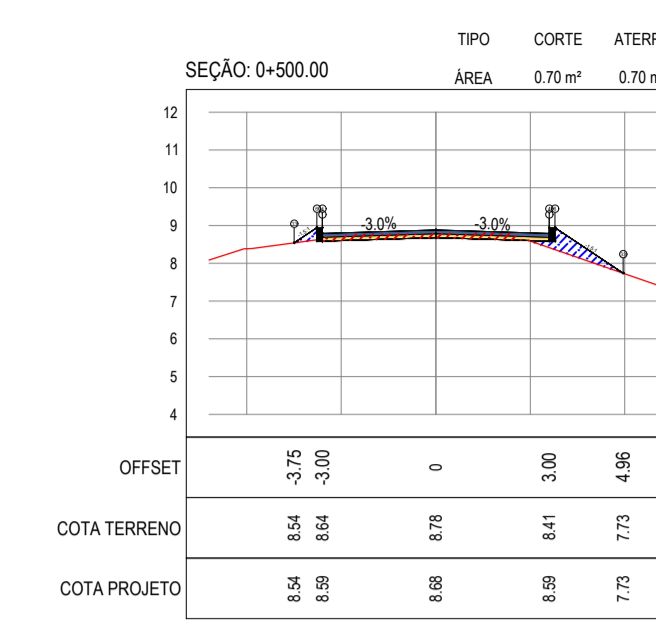 TIPO CORTE ATERR
SEÇÃO: 0+500.00
ÁREA 0.70 m² 0.70 m
12
11
10
9
8
7
6
5
4
-3.0% -3.0%
OFFSET -3.75 -3.00 0 3.00 4.96
COTA TERRENO 8.54 8.64 8.78 8.41 7.73
COTA PROJETO 8.54 8.59 8.68 8.59 7.73